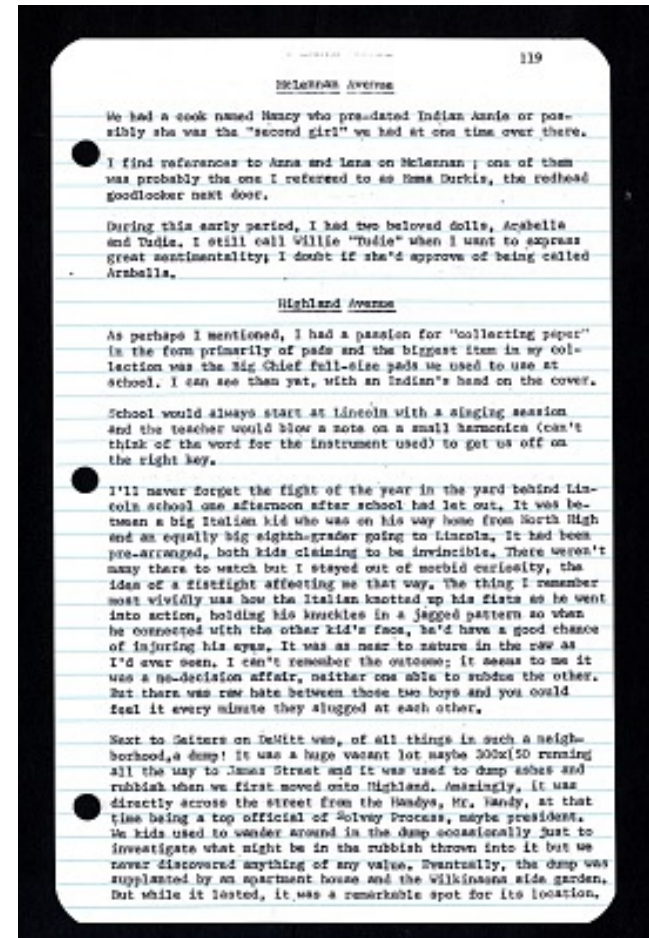 119
McLennan Avenue
We had a cook named Nancy who pre-dated Indian Annie or pos-
sibly she was the "second girl" we had at one time over there.
I find references to Anna and Lena on McLennan ; one of them
was probably the one I refereed to as Emma Durkis, the redhead
goodlooker next door.
During this early period, I had two beloved dolls, Arabella
and Tudie. I still call Willie "Tudie" when I want to express
great sentimentality; I doubt if she'd approve of being called
Arabella.
Highland Avenue
As perhaps I mentioned, I had a passion for "collecting paper"
in the form primarily of pads and the biggest item in my col-
lection was the Big Chief full-size pads we used to use at
school. I can see them yet, with an Indian's head on the cover.
School would always start at Lincoln with a singing session
and the teacher would blow a note on a small harmonica (can't
think of the word for the instrument used) to get us off on
the right key.
I'll never forget the fight of the year in the yard behind Lin-
coln school one afternoon after school had let out. It was be-
tween a big Italian kid who was on his way home from North High
and an equally big eighth-grader going to Lincoln. It had been
pre-arranged, both kids claiming to be invincible. There weren't
many there to watch but I stayed out of morbid curiosity, the
idea of a fistfight affecting me that way. The thing I remember
most vividly was how the Italian knotted up his fists as he went
into action, holding his knuckles in a jagged pattern so when
he connected with the other kid's face, he'd have a good chance
of injuring his eyes. It was as near to nature in the raw as
I'd ever seen. I can't remember the outcome; it seems to me it
was a no-decision affair, neither one able to subdue the other.
But there was raw hate between those two boys and you could
feel it every minute they slugged at each other.
Next to Seiters on DeWitt was, of all things in such a neigh-
borhood,a dump! it was a huge vacant lot maybe 300x150 running
all the way to James Street and it was used to dump ashes and
rubbish when we first moved onto Highland. Amazingly, it was
directly across the street from the Handys, Mr. Handy, at that
time being a top official of Solvey Process, maybe president.
We kids used to wander around in the dump occasionally just to
investigate what might be in the rubbish thrown into it but we
never discovered anything of any value. Eventually, the dump was
supplanted by an apartment house and the Wilkinsons side garden.
But while it lasted, it was a remarkable spot for its location.